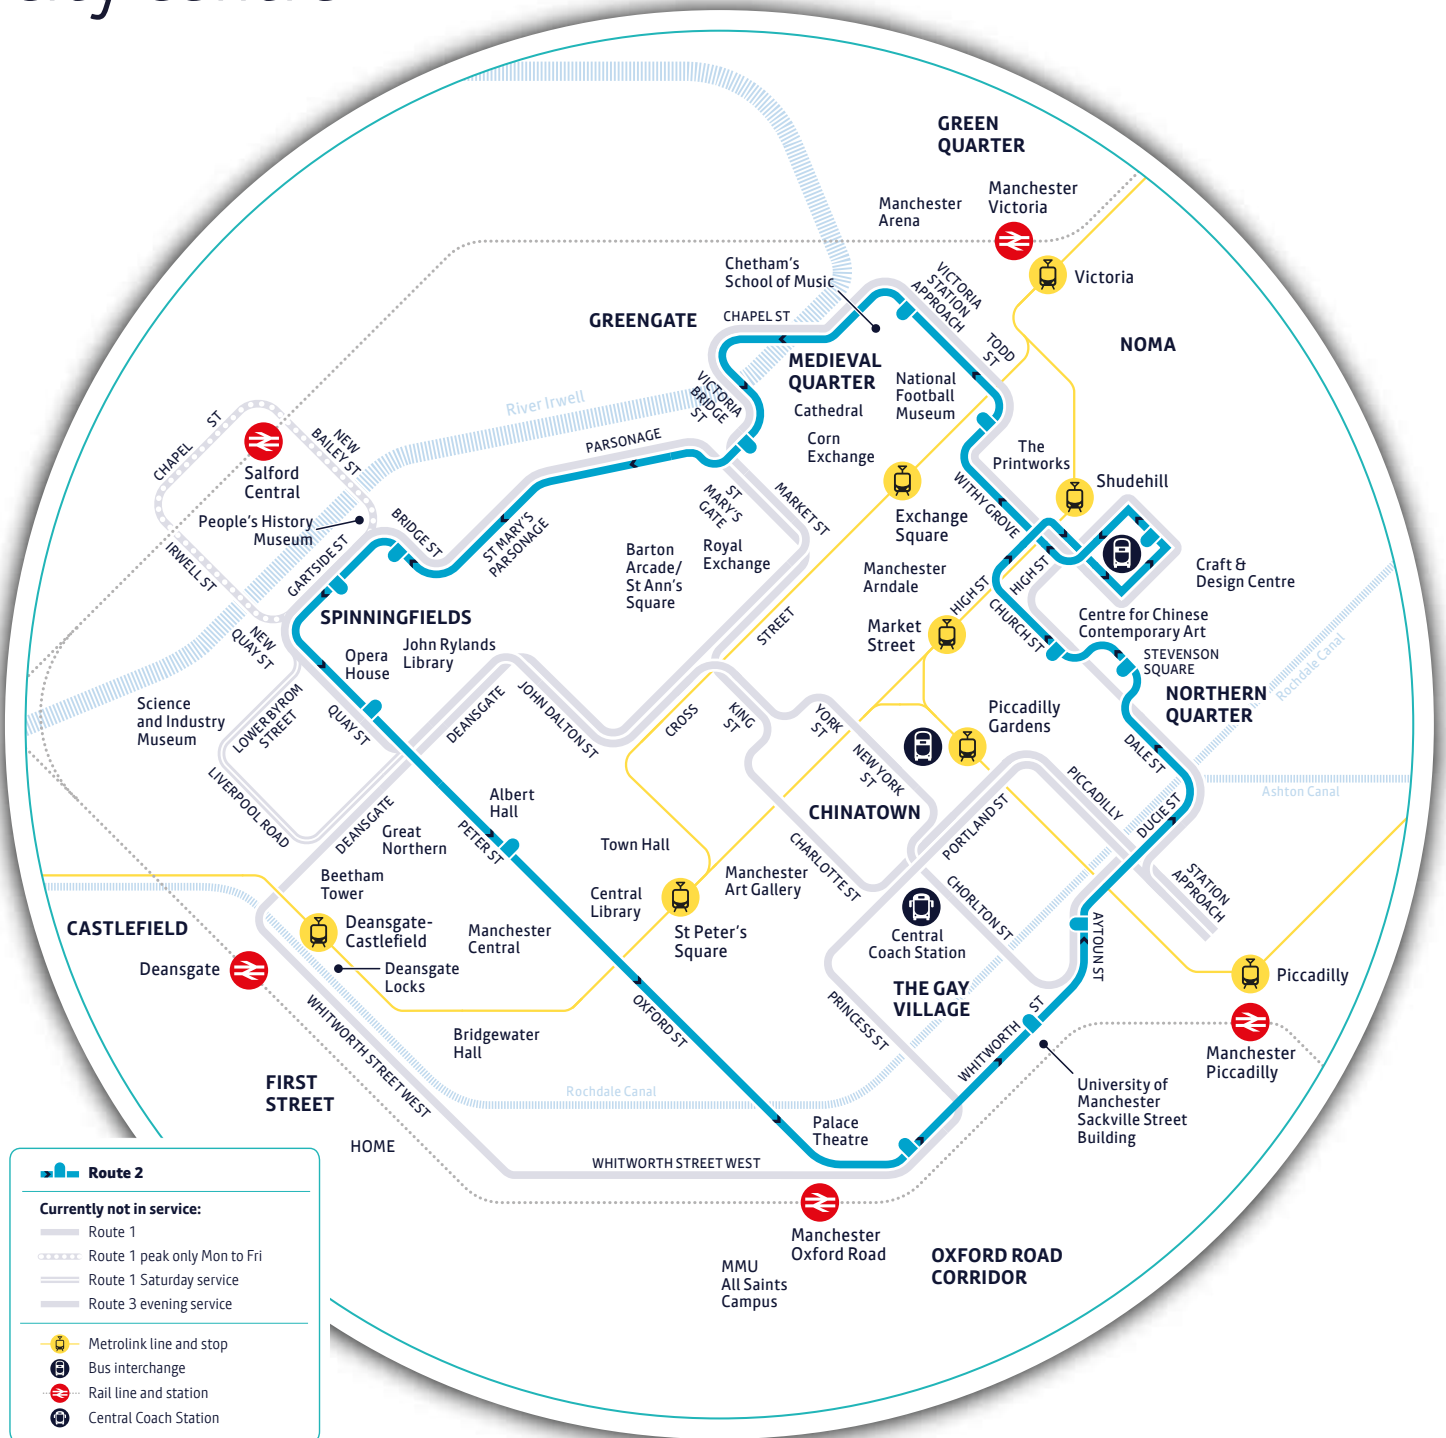 City Centre
GREEN
QUARTER
Manchester
Victoria
Manchester
Arena
Victoria
Chetham's
School of Music
VICTORIA
STATION
APPROACH
CHAPEL ST
GREENGATE
TODD
ST
NOMA
MEDIEVAL
QUARTER
National
Football
Museum
VICTORIA
BRIDGE
ST
Cathedral
River Irwell
Corn
Exchange
CHAPEL
ST
NEW
BAILEY ST
PARSONAGE
The
Printworks
Salford
Central
Shudehill
WITHY GROVE
ST
MARY'S
GATE
MARKET ST
Exchange
Square
People's History
Museum
BRIDGE ST
ST MARY'S
PARSONAGE
Royal
Exchange
Barton
Arcade/
St Ann's
Square
Manchester
Arndale
HIGH ST
HIGH ST
Craft &
Design Centre
IRWELL ST
GARTSIDE ST
SPINNINGFIELDS
STREET
Market
Street
CHURCH ST
Centre for Chinese
Contemporary Art
STEVENSON
SQUARE
Rochdale Canal
NEW
QUAY ST
John Rylands
Library
Opera
House
NORTHERN
QUARTER
Science
and Industry
Museum
LOWER BYROM
STREET
QUAY ST
DEANSGATE
JOHN DALTON ST
CROSS
KING
ST
YORK
ST
Piccadilly
Gardens
DALE ST
NEW YORK
ST
LIVERPOOL ROAD
PICCADILLY
Ashton Canal
Albert
Hall
CHINATOWN
PORTLAND ST
DUCIE ST
DEANSGATE
Great
Northern
PETER ST
Town Hall
CHARLOTTE ST
Beetham
Tower
Manchester
Art Gallery
Central
Library
CHORLTON ST
STATION
APPROACH
CASTLEFIELD
Deansgate-
Castlefield
Manchester
Central
St Peter's
Square
Central
Coach Station
AYTOUN ST
Deansgate
Deansgate
Locks
Piccadilly
THE GAY
VILLAGE
WHITWORTH STREET WEST
OXFORD ST
PRINCESS ST
WHITWORTH
ST
Bridgewater
Hall
Manchester
Piccadilly
FIRST
STREET
Rochdale Canal
University of
Manchester
Sackville Street
Building
Palace
Theatre
HOME
WHITWORTH STREET WEST
Manchester
Oxford Road
MMU
All Saints
Campus
OXFORD ROAD
CORRIDOR
Route 2
Currently not in service:
Route 1
Route 1 peak only Mon to Fri
Route 1 Saturday service
Route 3 evening service
Metrolink line and stop
Bus interchange
Rail line and station
Central Coach Station